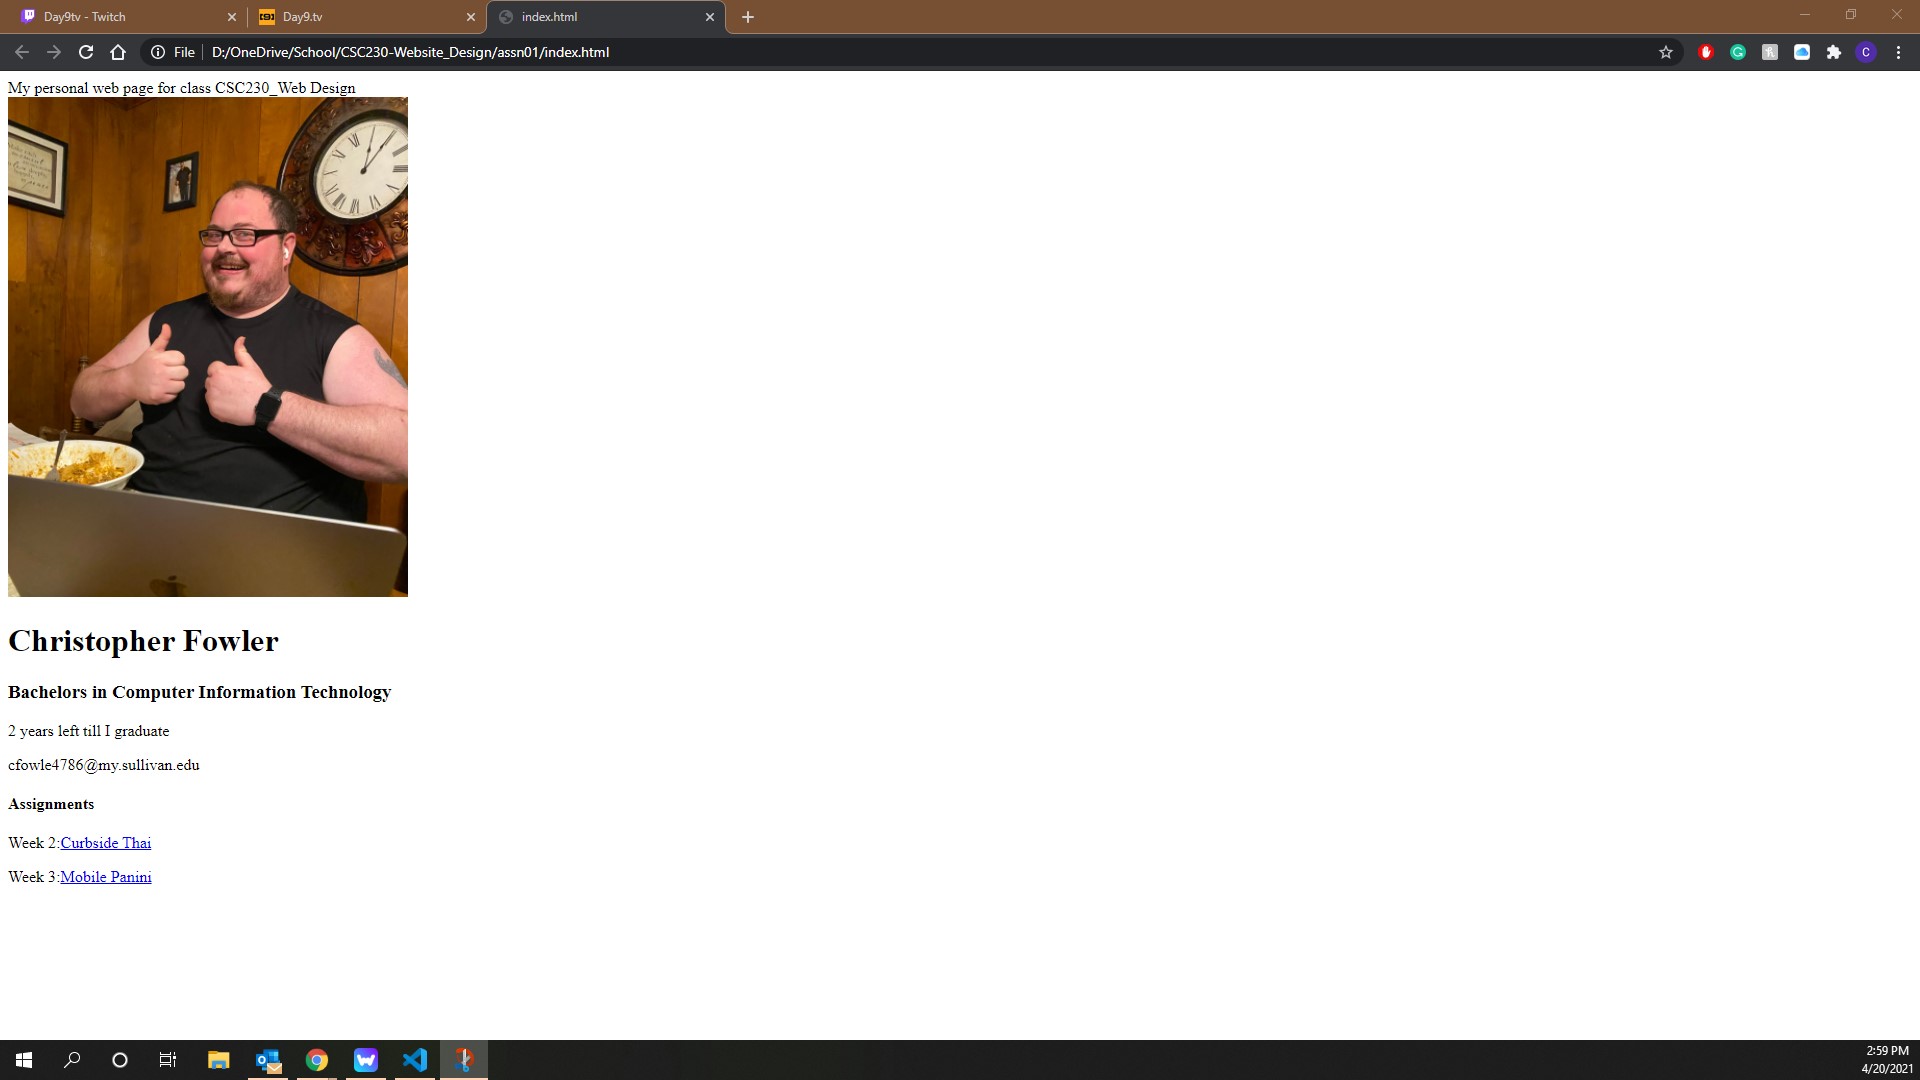 Day9tv - Twitch
Day9.tv
index.html
File
D:/OneDrive/School/CSC230-Website_Design/assn01/index.html
C
My personal web page for class CSC230_Web Design
Christopher Fowler
Bachelors in Computer Information Technology
2 years left till I graduate
cfowle4786@my.sullivan.edu
Assignments
Week 2:Curbside Thai
Week 3:Mobile Panini
2:59 PM
4/20/2021